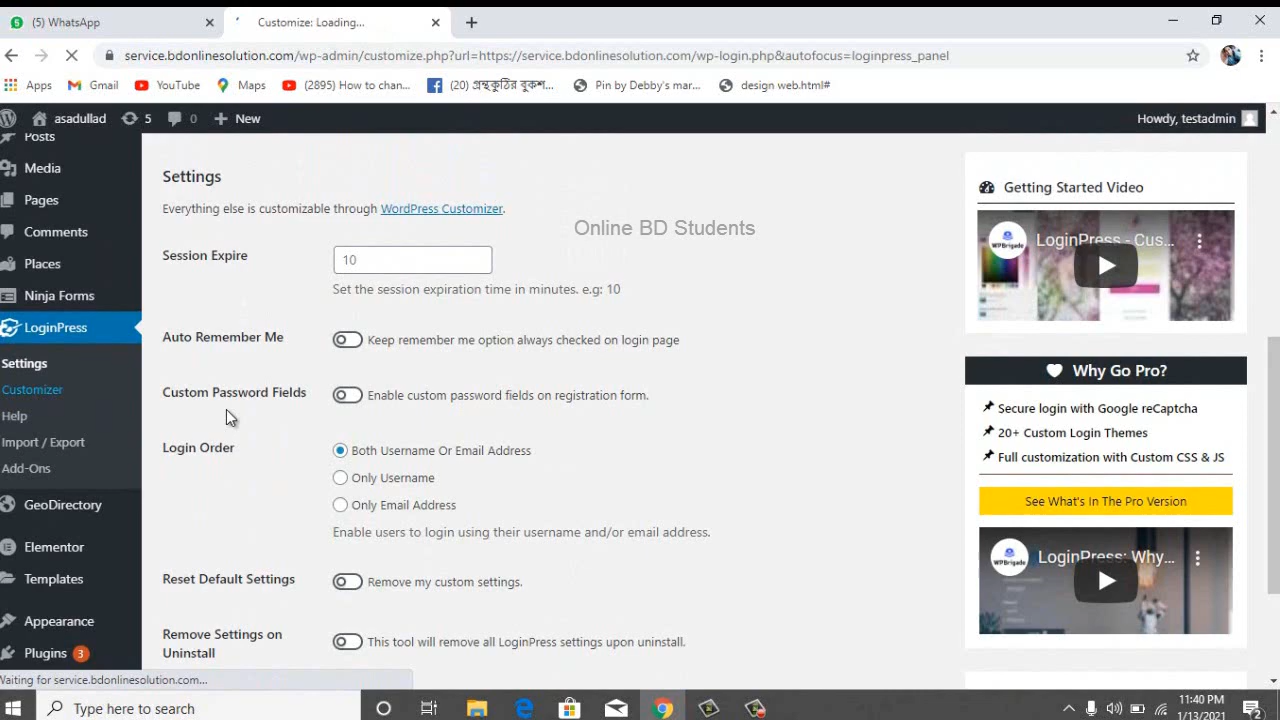 (5) WhatsApp
Customize: Loading...
service.bdonlinesolution.com/wp-admin/customize.php?url=https://service.bdonlinesolution.com/wp-login.php&autofocus=loginpress_panel
Apps
Gmail
YouTube
Maps
(2895) How to chan...
(20) গ্রন্থকুঠির বুকশ...
Pin by Debby's mar...
design web.html#
asadullad
5
0
New
Howdy, testadmin
Posts
Media
Pages
Comments
Places
Ninja Forms
LoginPress
Settings
Customizer
Help
Import / Export
Add-Ons
GeoDirectory
Elementor
Templates
Appearance
Plugins 3
Settings
Everything else is customizable through WordPress Customizer.
Online BD Students
Session Expire
10
Set the session expiration time in minutes. e.g: 10
Auto Remember Me
Keep remember me option always checked on login page
Custom Password Fields
Enable custom password fields on registration form.
Login Order
Both Username Or Email Address
Only Username
Only Email Address
Enable users to login using their username and/or email address.
Reset Default Settings
Remove my custom settings.
Remove Settings on
Uninstall
This tool will remove all LoginPress settings upon uninstall.
Getting Started Video
LoginPress - Cus...
WPBrigade
Why Go Pro?
Secure login with Google reCaptcha
20+ Custom Login Themes
Full customization with Custom CSS & JS
See What's In The Pro Version
LoginPress: Why...
WPBrigade
Waiting for service.bdonlinesolution.com...
Type here to search
11:40 PM
1/13/2021
2